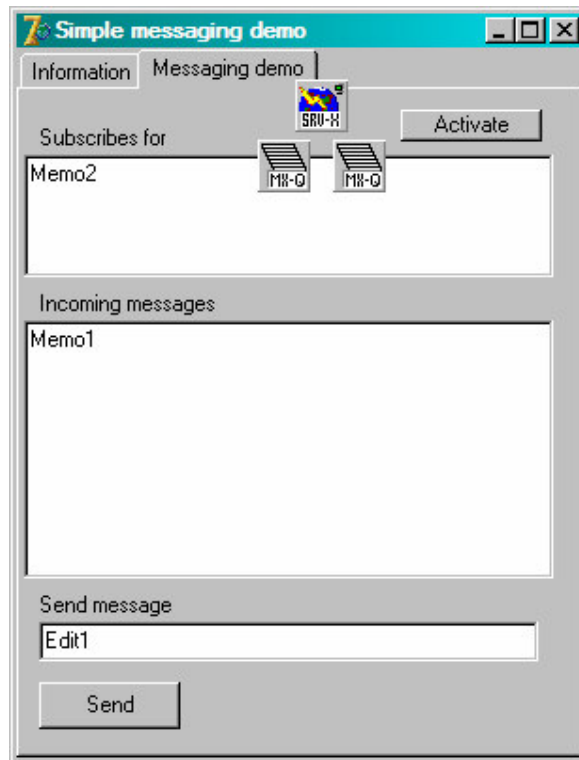 Simple messaging demo
Information
Messaging demo
SRV-X
Activate
Subscribes for
MX-Q
MX-Q
Memo2
Incoming messages
Memo1
Send message
Edit1
Send